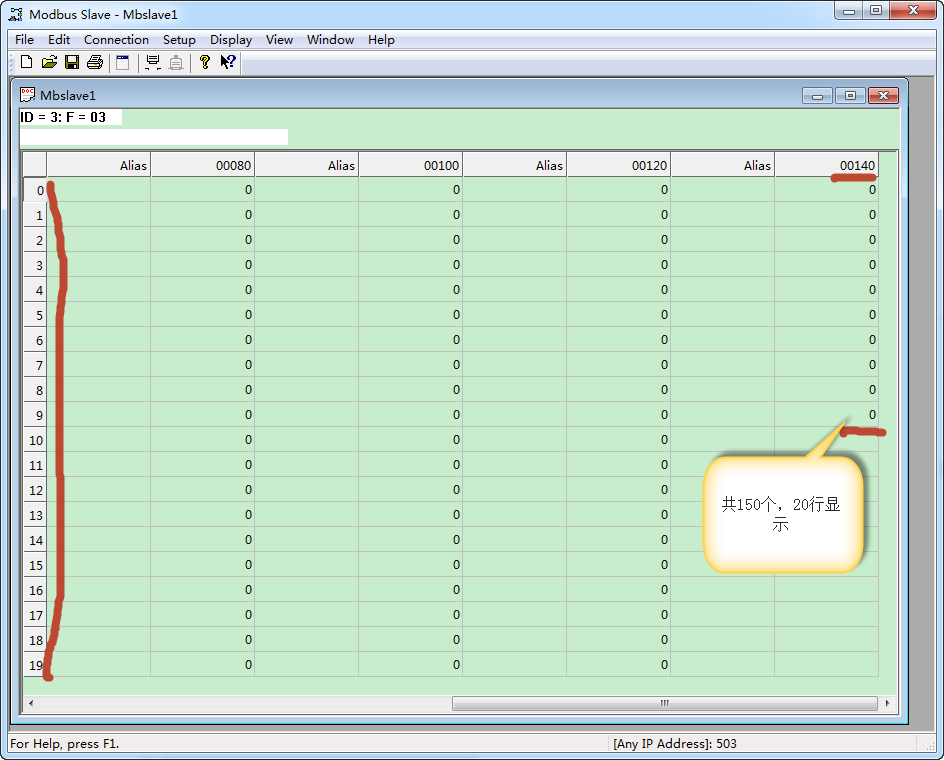 Modbus Slave - Mbslave1
File Edit Connection Setup Display View Window Help
Mbslave1
ID = 3: F = 03
Alias 00080 Alias 00100 Alias 00120 Alias 00140
0 0 0 0 0
1 0 0 0 0
2 0 0 0 0
3 0 0 0 0
4 0 0 0 0
5 0 0 0 0
6 0 0 0 0
7 0 0 0 0
8 0 0 0 0
9 0 0 0 0
10 0 0 0
11 0 0 0
12 0 0 0
13 0 0 0
14 0 0 0
15 0 0 0
16 0 0 0
17 0 0 0
18 0 0 0
19 0 0 0
共150个，20行显
示
For Help, press F1. [Any IP Address]: 503